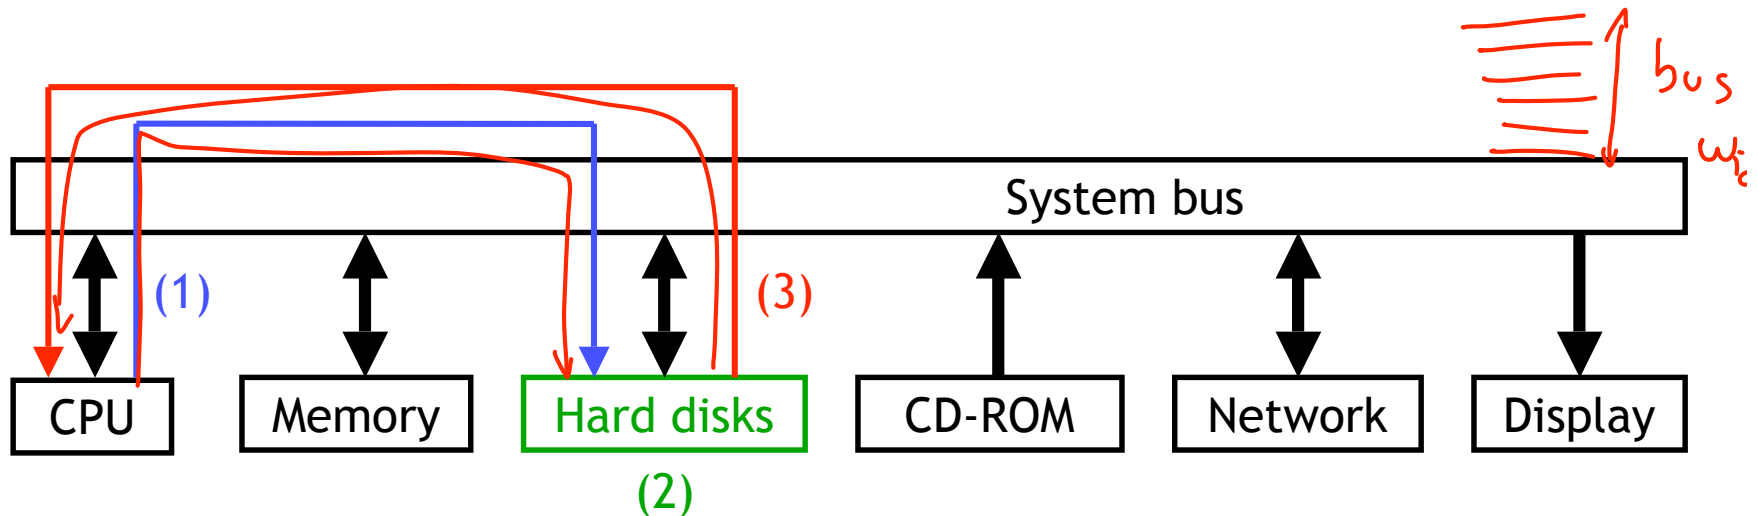 bus
System bus
(1)
(3)
CPU
Memory
Hard disks
CD-ROM
Network
Display
(2)